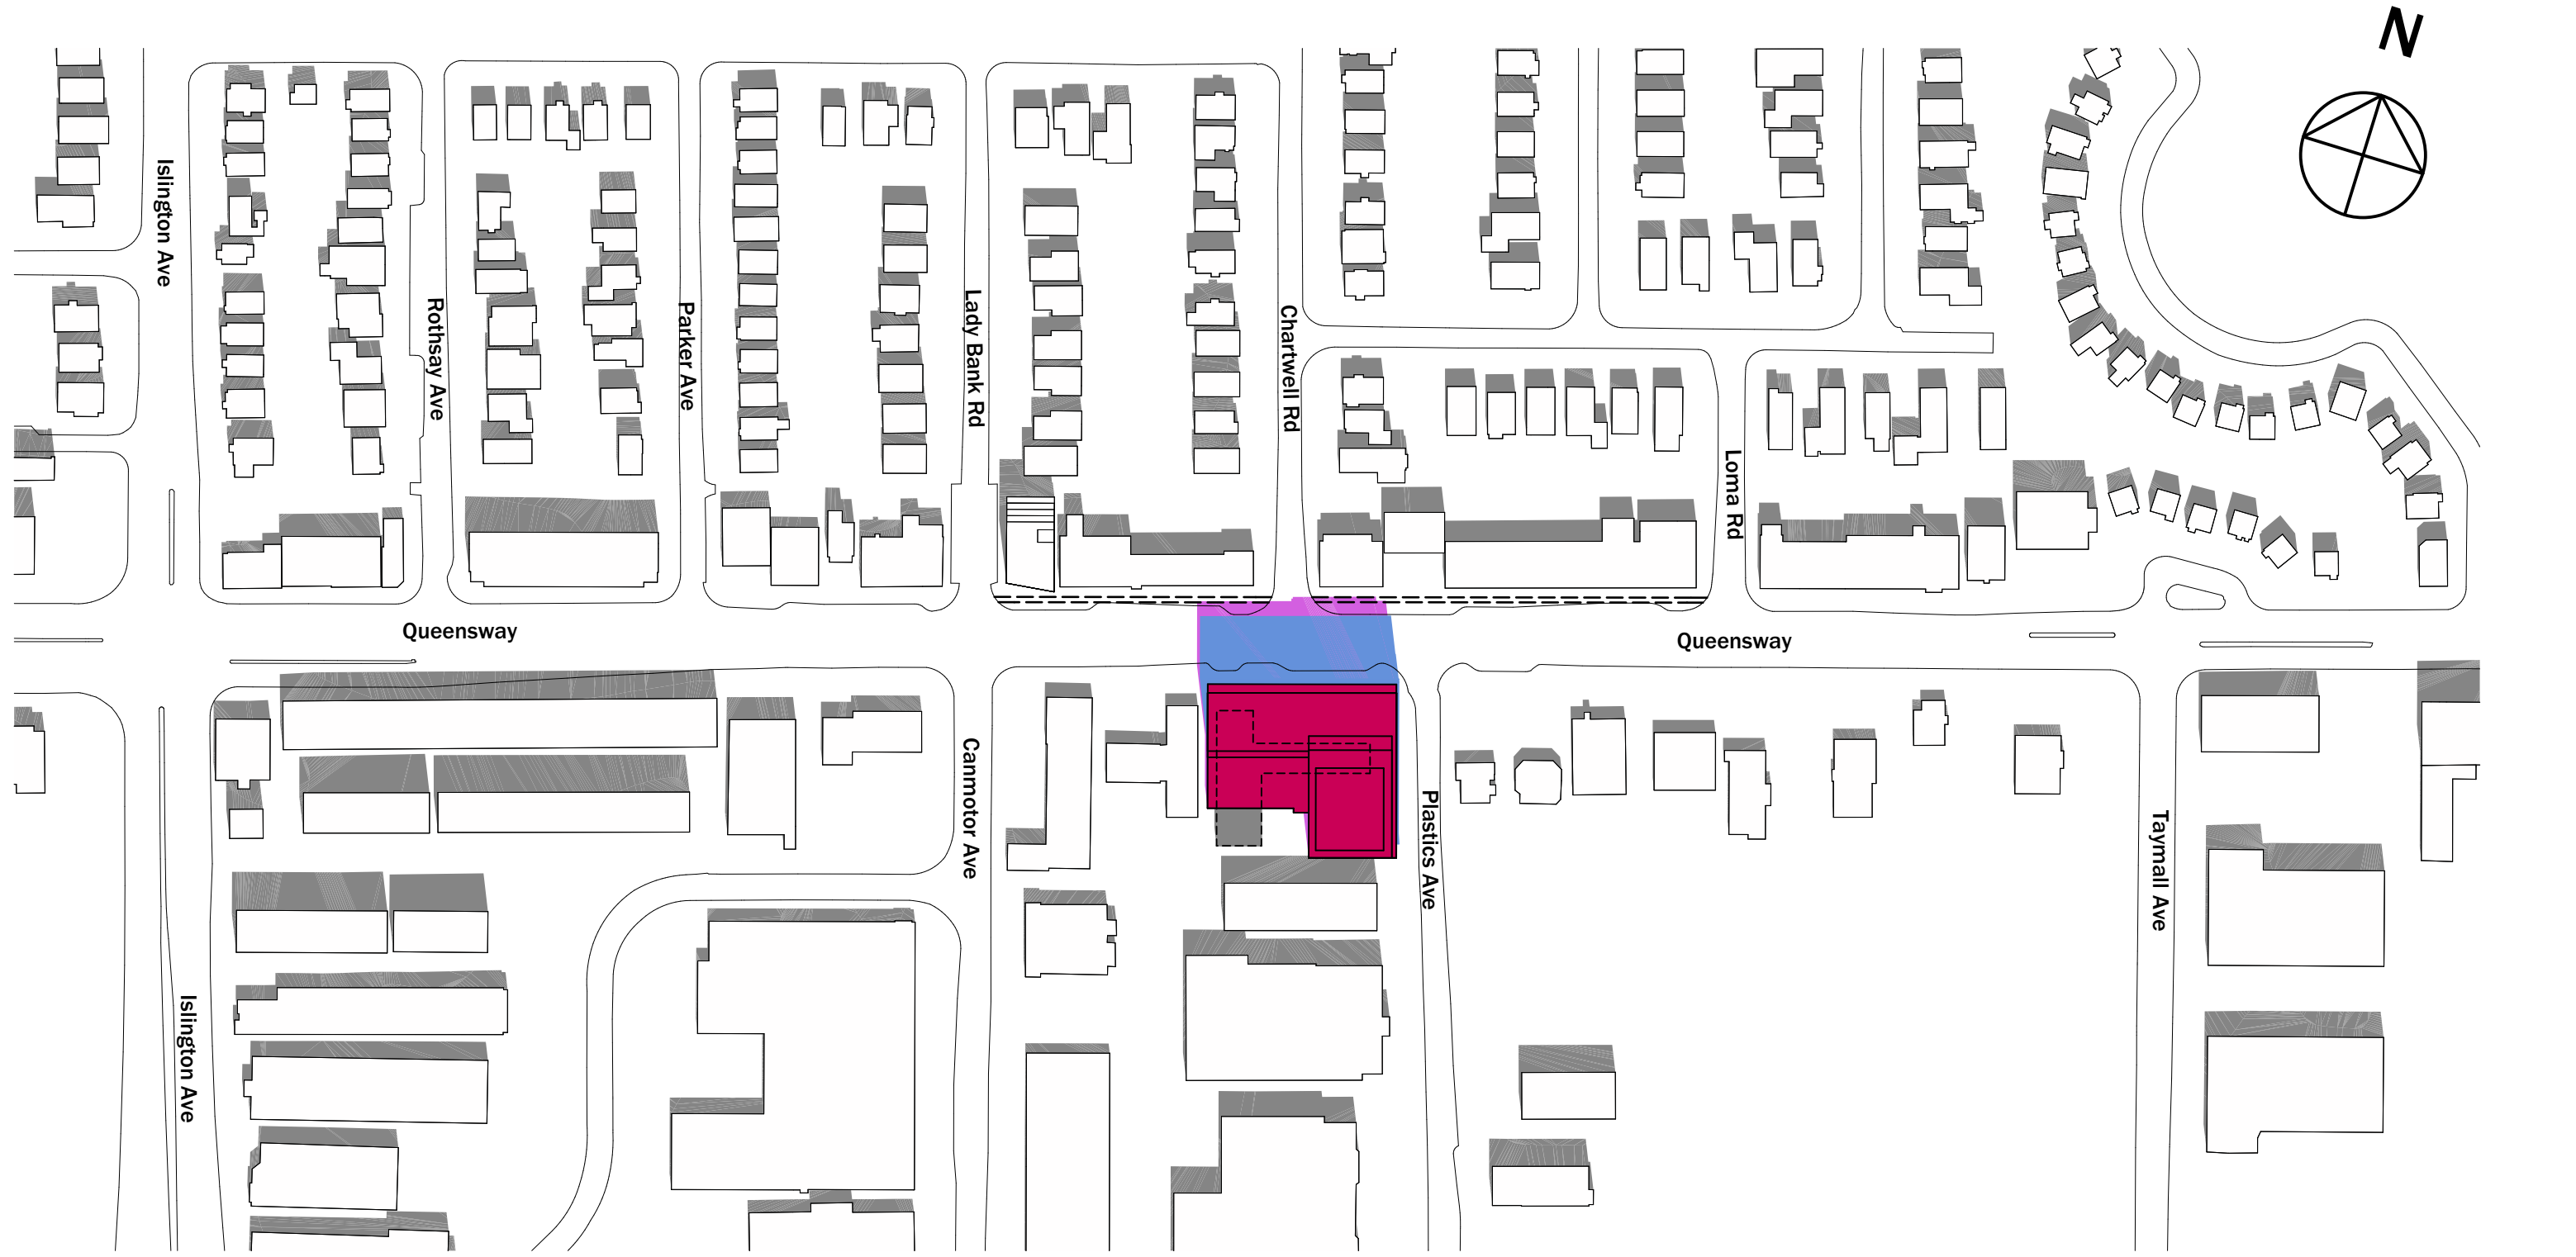 N
Islington Ave
Rothsay Ave
Parker Ave
Lady Bank Rd
Chartwell Rd
Loma Rd
Queensway
Queensway
Canmotor Ave
Plastics Ave
Taymall Ave
Islington Ave